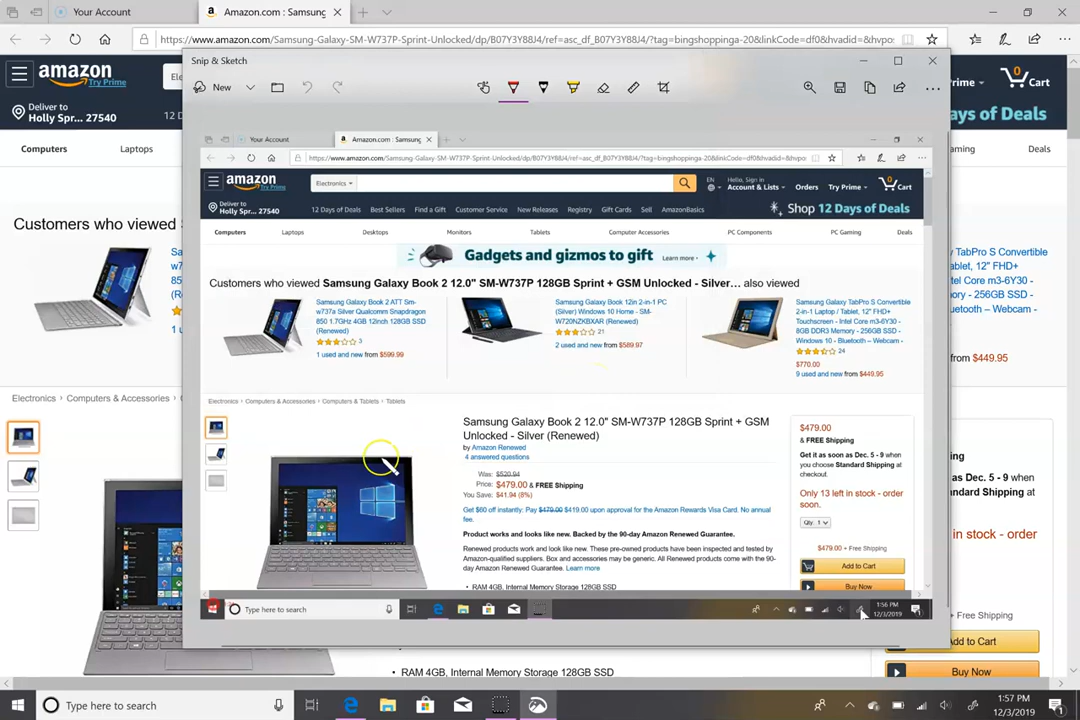 Your Account
Amazon.com : Samsung
https://www.amazon.com/Samsung-Galaxy-SM-W737P-Sprint-Unlocked/dp/B07Y3Y88J4/ref=asc_df_B07Y3Y88J4/?tag=bingshoppinga-20&linkCode=df0&hvadid=&hvpos
amazon
Try Prime
Ele
Deliver to
Holly Spr... 27540
12 D
Prime
0
Cart
ays of Deals
Computers
Laptops
aming
Deals
Customers who viewed
Sa
w7
85
(R
1 u
TabPro S Convertible
ablet, 12" FHD+
- Intel Core m3-6Y30 -
emory - 256GB SSD -
Bluetooth – Webcam -
from $449.95
Electronics › Computers & Accessories ›
ping
as Dec. 5 - 9 when
andard Shipping at
n stock - order
+ Free Shipping
dd to Cart
Buy Now
RAM 4GB, Internal Memory Storage 128GB SSD
Snip & Sketch
New
Your Account
Amazon.com : Samsung
https://www.amazon.com/Samsung-Galaxy-SM-W737P-Sprint-Unlocked/dp/B07Y3Y88J4/ref=asc_df_B07Y3Y88J4/?tag=bingshoppinga-20&linkCode=df0&hvadid=&hvpos
amazon
Try Prime
Electronics
EN
Hello, Sign in
Account & Lists
Orders
Try Prime
0
Cart
Deliver to
Holly Spr... 27540
12 Days of Deals
Best Sellers
Find a Gift
Customer Service
New Releases
Registry
Gift Cards
Sell
AmazonBasics
Shop 12 Days of Deals
Computers
Laptops
Desktops
Monitors
Tablets
Computer Accessories
PC Components
PC Gaming
Deals
Gadgets and gizmos to gift
Learn more ›
Customers who viewed Samsung Galaxy Book 2 12.0" SM-W737P 128GB Sprint + GSM Unlocked - Silver… also viewed
Samsung Galaxy Book 2 ATT Sm-
w737a Silver Qualcomm Snapdragon
850 1.7GHz 4GB 12inch 128GB SSD
(Renewed)
3
1 used and new from $599.99
Samsung Galaxy Book 12in 2-in-1 PC
(Silver) Windows 10 Home - SM-
W720NZKBXAR (Renewed)
21
2 used and new from $589.97
Samsung Galaxy TabPro S Convertible
2-in-1 Laptop / Tablet, 12" FHD+
Touchscreen - Intel Core m3-6Y30 -
8GB DDR3 Memory - 256GB SSD -
Windows 10 - Bluetooth – Webcam -
24
$770.00
9 used and new from $449.95
Electronics › Computers & Accessories › Computers & Tablets › Tablets
Samsung Galaxy Book 2 12.0" SM-W737P 128GB Sprint + GSM
Unlocked - Silver (Renewed)
by Amazon Renewed
4 answered questions
Was: $520.94
Price: $479.00 & FREE Shipping
You Save: $41.94 (8%)
Get $60 off instantly: Pay $479.00 $419.00 upon approval for the Amazon Rewards Visa Card. No annual
fee.
Product works and looks like new. Backed by the 90-day Amazon Renewed Guarantee.
Renewed products work and look like new. These pre-owned products have been inspected and tested by
Amazon-qualified suppliers. Box and accessories may be generic. All Renewed products come with the 90-
day Amazon Renewed Guarantee. Learn more
RAM 4GB, Internal Memory Storage 128GB SSD
$479.00
& FREE Shipping
Get it as soon as Dec. 5 - 9 when
you choose Standard Shipping at
checkout.
Only 13 left in stock - order
soon.
Qty: 1
$479.00 + Free Shipping
Add to Cart
Buy Now
Type here to search
1:56 PM
12/3/2019
Type here to search
1:57 PM
12/3/2019
1